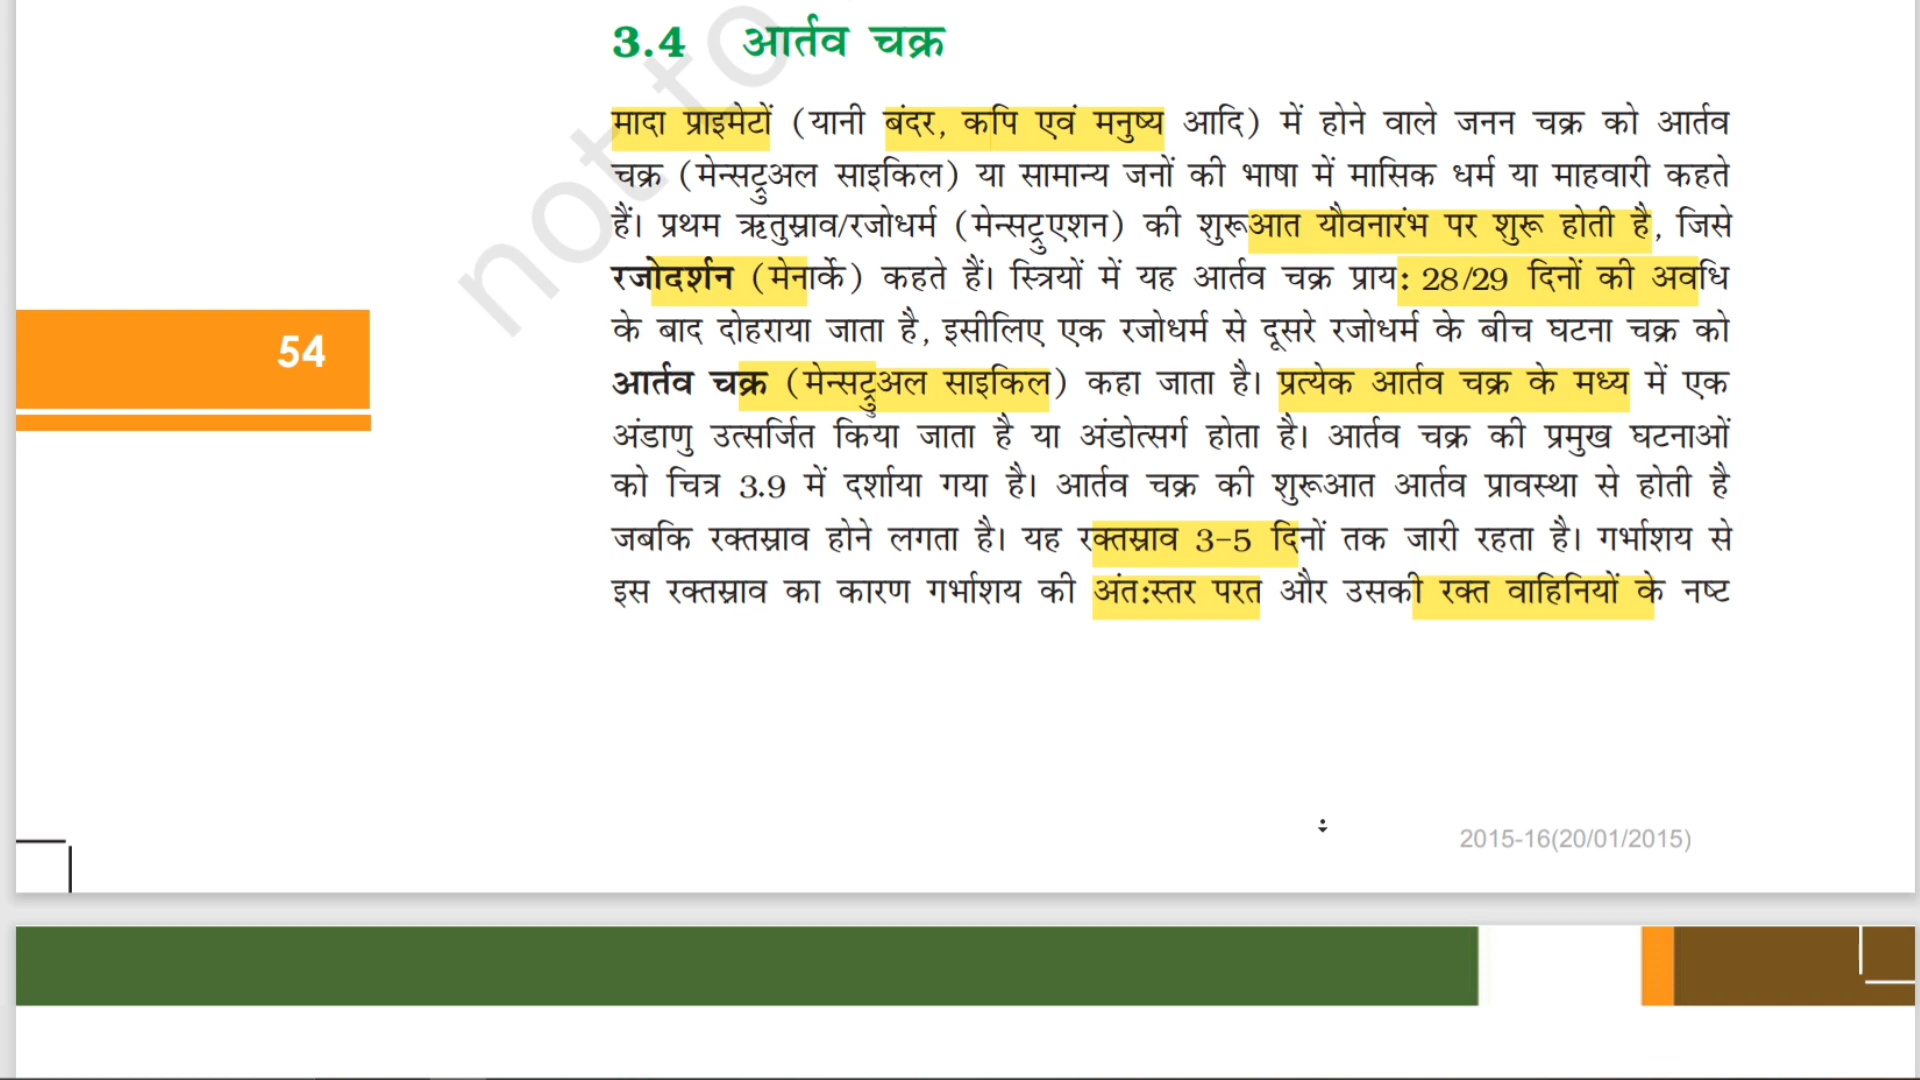 3.4 आर्तव चक्र
not to
मादा प्राइमेटों (यानी बंदर, कपि एवं मनुष्य आदि) में होने वाले जनन चक्र को आर्तव
चक्र (मेन्सट्रुअल साइकिल) या सामान्य जनों की भाषा में मासिक धर्म या माहवारी कहते
हैं। प्रथम ऋतुस्राव/रजोधर्म (मेन्सट्रुएशन) की शुरूआत यौवनारंभ पर शुरू होती है, जिसे
रजोदर्शन (मेनार्के) कहते हैं। स्त्रियों में यह आर्तव चक्र प्राय: 28/29 दिनों की अवधि
के बाद दोहराया जाता है, इसीलिए एक रजोधर्म से दूसरे रजोधर्म के बीच घटना चक्र को
आर्तव चक्र (मेन्सट्रुअल साइकिल) कहा जाता है। प्रत्येक आर्तव चक्र के मध्य में एक
अंडाणु उत्सर्जित किया जाता है या अंडोत्सर्ग होता है। आर्तव चक्र की प्रमुख घटनाओं
को चित्र 3.9 में दर्शाया गया है। आर्तव चक्र की शुरूआत आर्तव प्रावस्था से होती है
जबकि रक्तस्राव होने लगता है। यह रक्तस्राव 3-5 दिनों तक जारी रहता है। गर्भाशय से
इस रक्तस्राव का कारण गर्भाशय की अंत:स्तर परत और उसकी रक्त वाहिनियों के नष्ट
54
2015-16(20/01/2015)